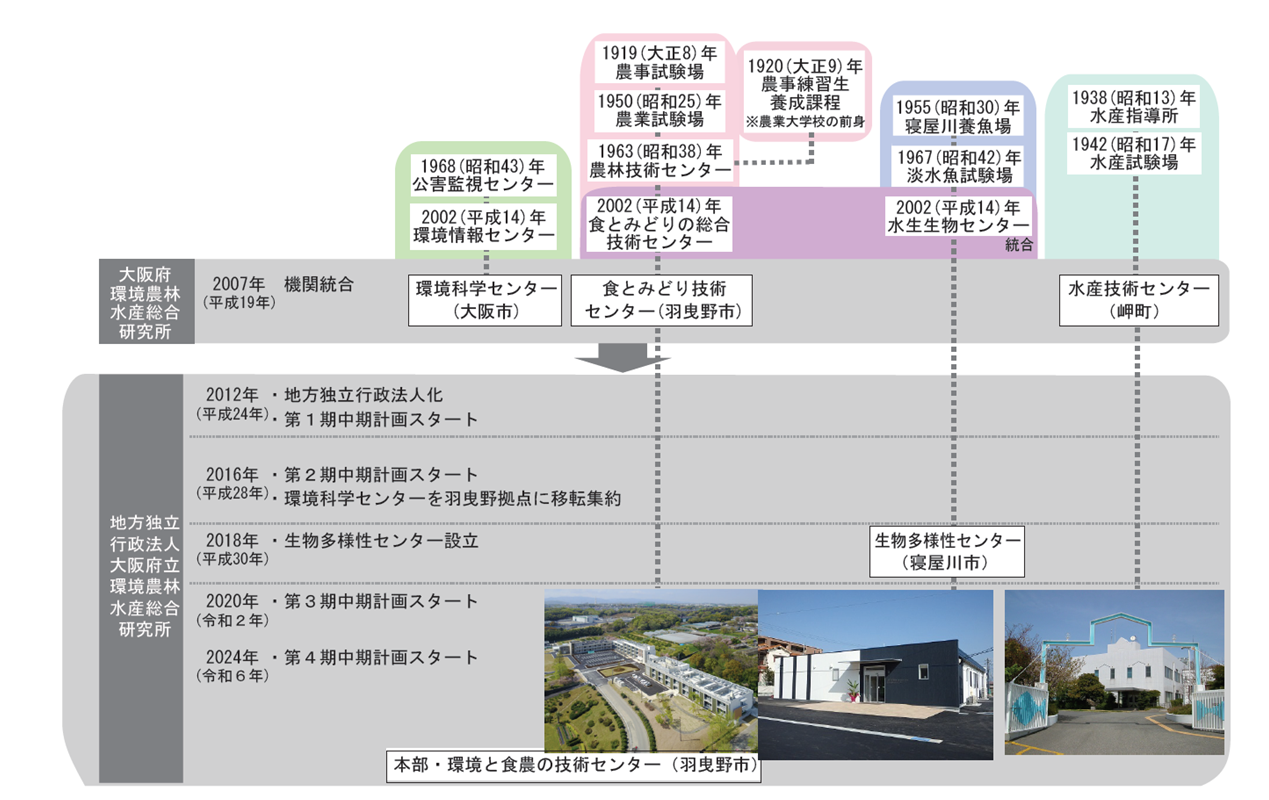 1919(大正8)年
農事試験場
1950(昭和25)年
農業試験場
1963(昭和38)年
農林技術センター
1920(大正9)年
農事練習生
養成課程
※農業大学校の前身
1955(昭和30)年
寝屋川養魚場
1967(昭和42)年
淡水魚試験場
1938(昭和13)年
水産指導所
1942(昭和17)年
水産試験場
1968(昭和43)年
公害監視センター
2002(平成14)年
環境情報センター
2002(平成14)年
食とみどりの総合
技術センター
2002(平成14)年
水生生物センター
統合
大阪府
環境農林
水産総合
研究所
2007年 機関統合
(平成19年)
環境科学センター
(大阪市)
食とみどり技術
センター(羽曳野市)
水産技術センター
(岬町)
地方独立
行政法人
大阪府立
環境農林
水産総合
研究所
2012年 ・地方独立行政法人化
(平成24年)・第1期中期計画スタート
2016年 ・第2期中期計画スタート
(平成28年)・環境科学センターを羽曳野拠点に移転集約
2018年 ・生物多様性センター設立
(平成30年)
生物多様性センター
(寝屋川市)
2020年 ・第3期中期計画スタート
(令和2年)
2024年 ・第4期中期計画スタート
(令和6年)
本部・環境と食農の技術センター(羽曳野市)